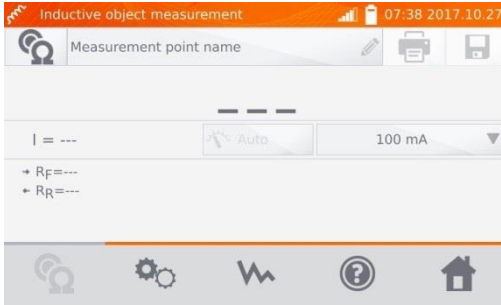 Inductive object measurement 07:38 2017.10.27
Measurement point name
---
I = --- Auto 100 mA
→ RF=---
← RR=---